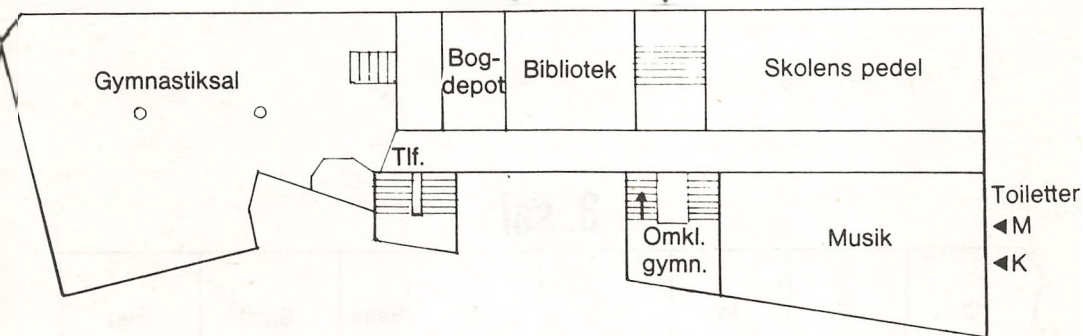 Gymnastiksal
Bog-
depot
Bibliotek
Skolens pedel
Tlf.
Omkl.
gymn.
Musik
Toiletter
◄M
◄K